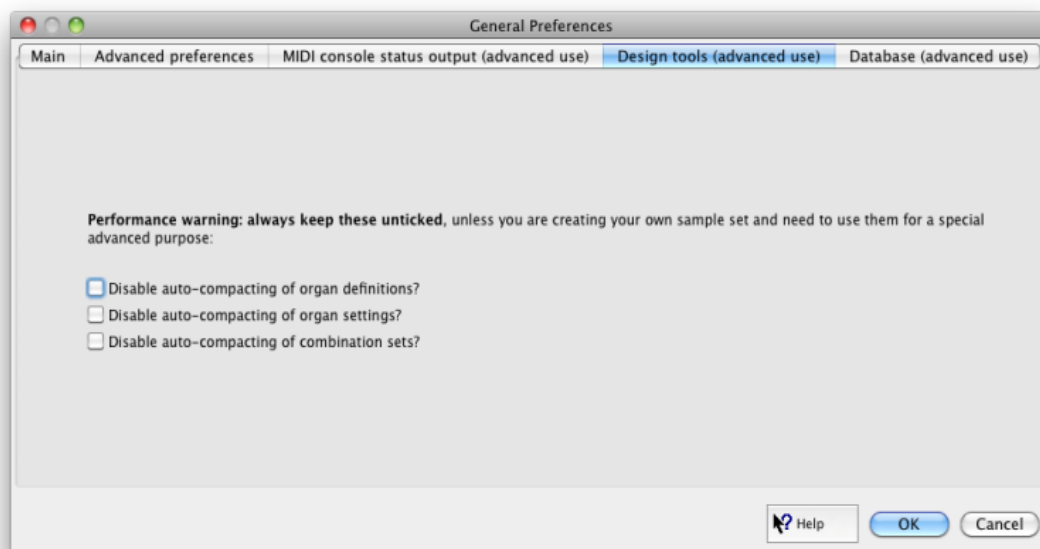 General Preferences
Main Advanced preferences MIDI console status output (advanced use) Design tools (advanced use) Database (advanced use)
Performance warning: always keep these unticked, unless you are creating your own sample set and need to use them for a special
advanced purpose:
Disable auto-compacting of organ definitions?
Disable auto-compacting of organ settings?
Disable auto-compacting of combination sets?
Help OK Cancel